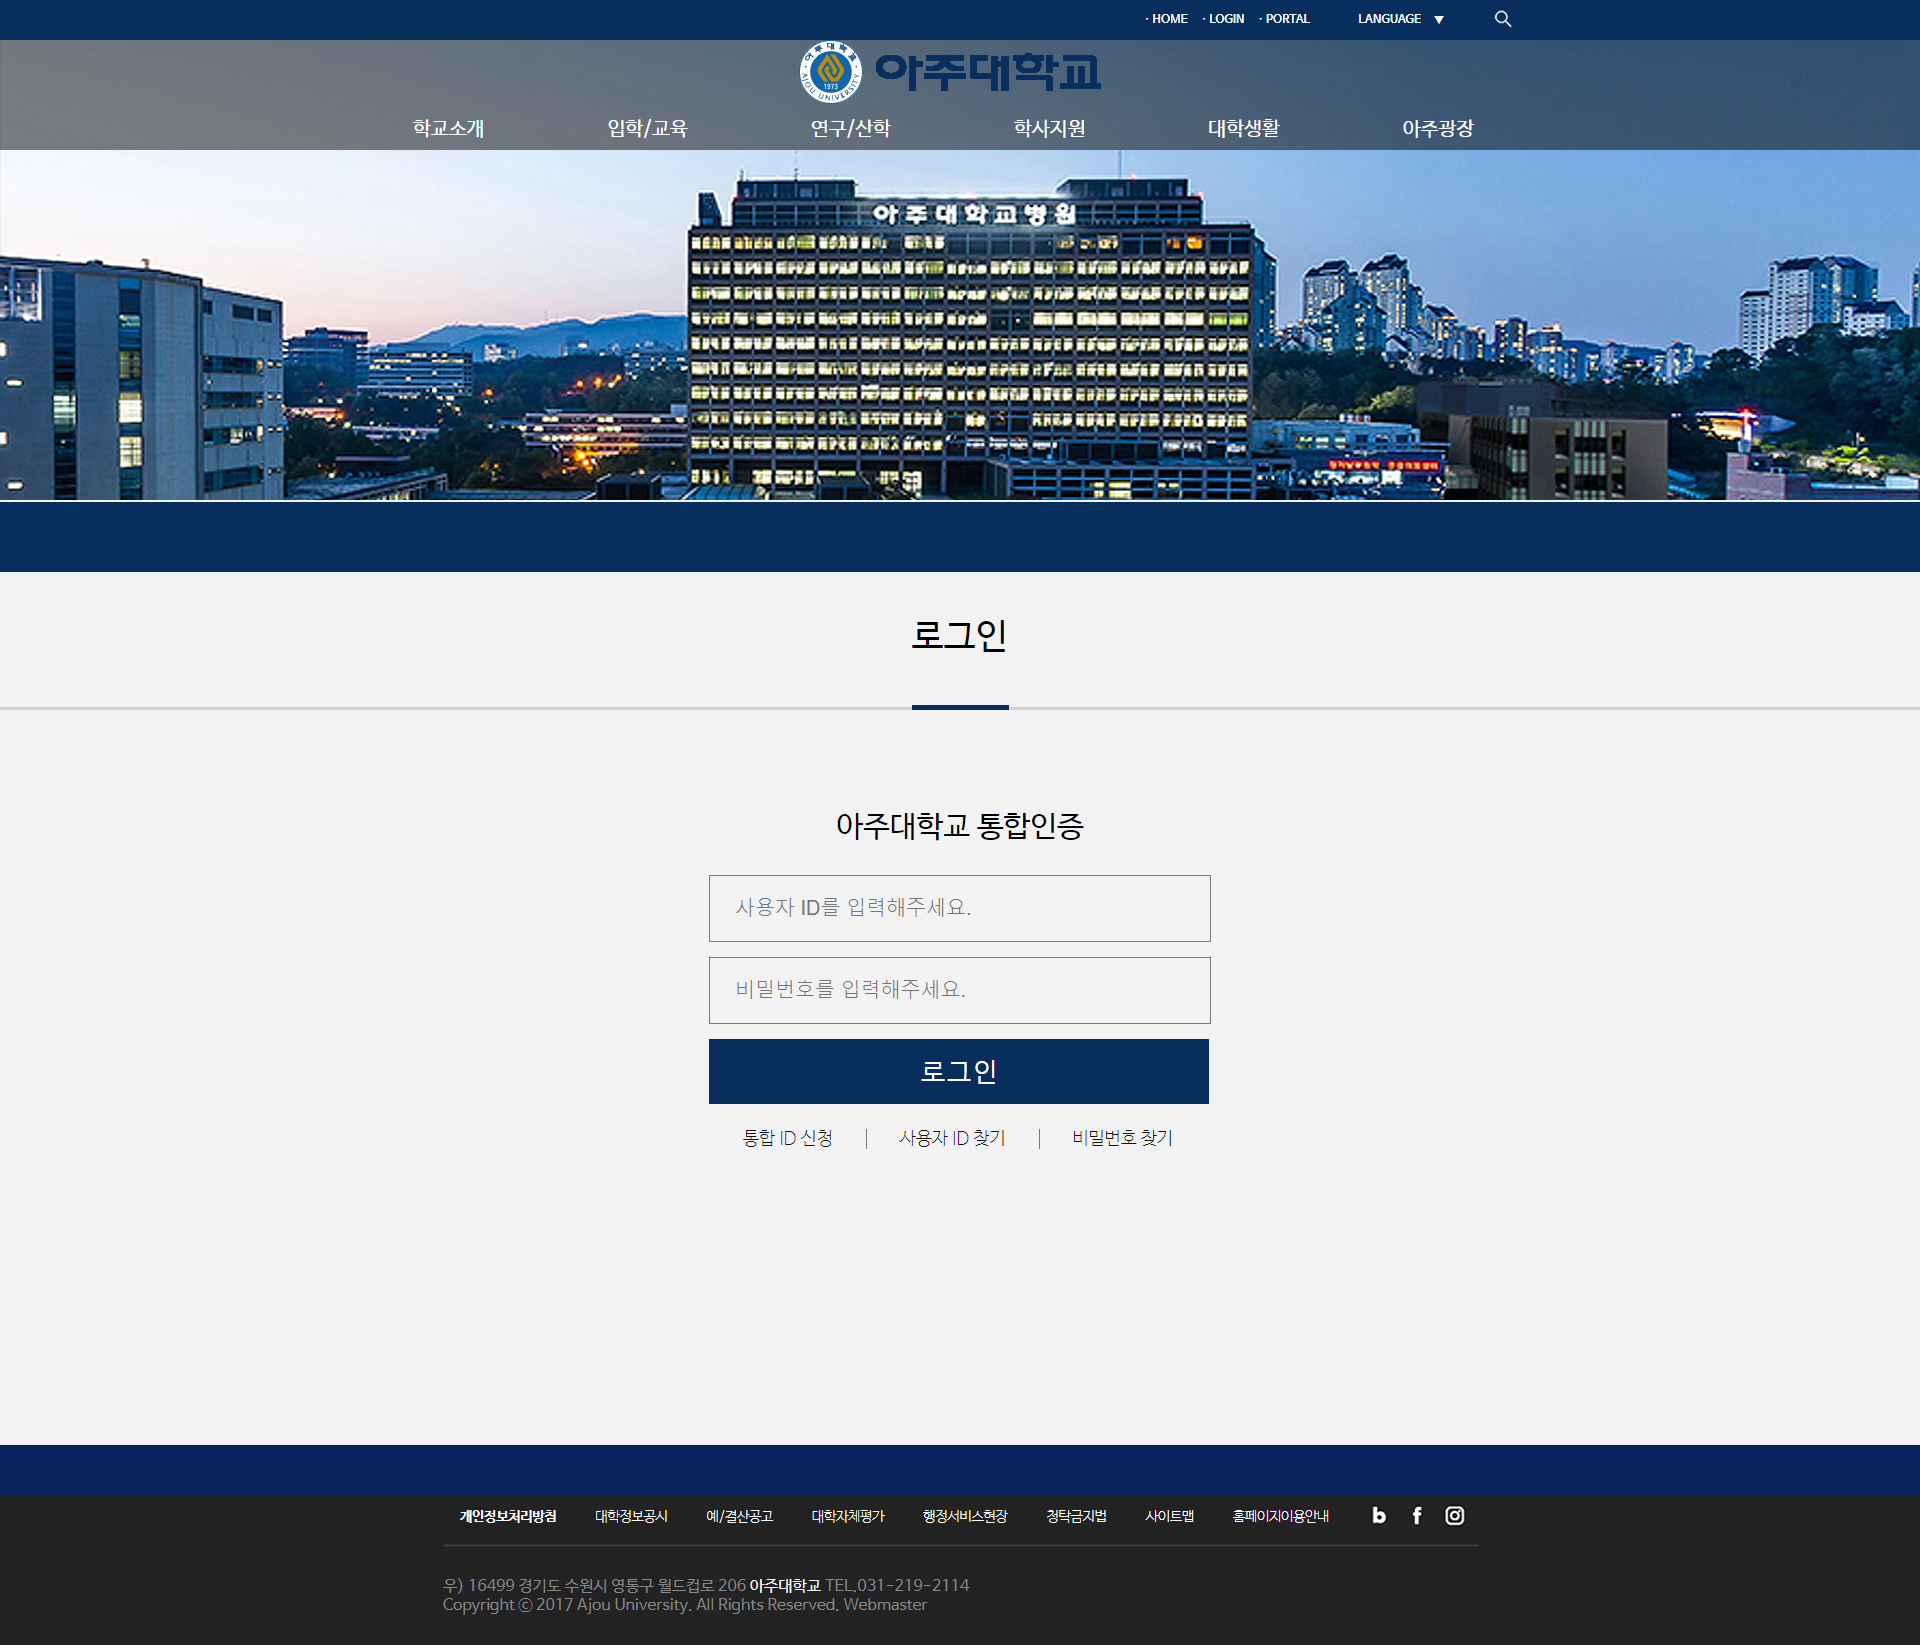 · HOME · LOGIN · PORTAL LANGUAGE ▼
아주대학교 AJOU UNIVERSITY 1973
아주대학교
학교소개 입학/교육 연구/산학 학사지원 대학생활 아주광장
아주대학교병원
로그인
아주대학교 통합인증
사용자 ID를 입력해주세요.
비밀번호를 입력해주세요.
로그인
통합 ID 신청 사용자 ID 찾기 비밀번호 찾기
개인정보처리방침 대학정보공시 예/결산공고 대학자체평가 행정서비스헌장 청탁금지법 사이트맵 홈페이지이용안내
우) 16499 경기도 수원시 영통구 월드컵로 206 아주대학교 TEL.031-219-2114
Copyright ⓒ 2017 Ajou University. All Rights Reserved. Webmaster